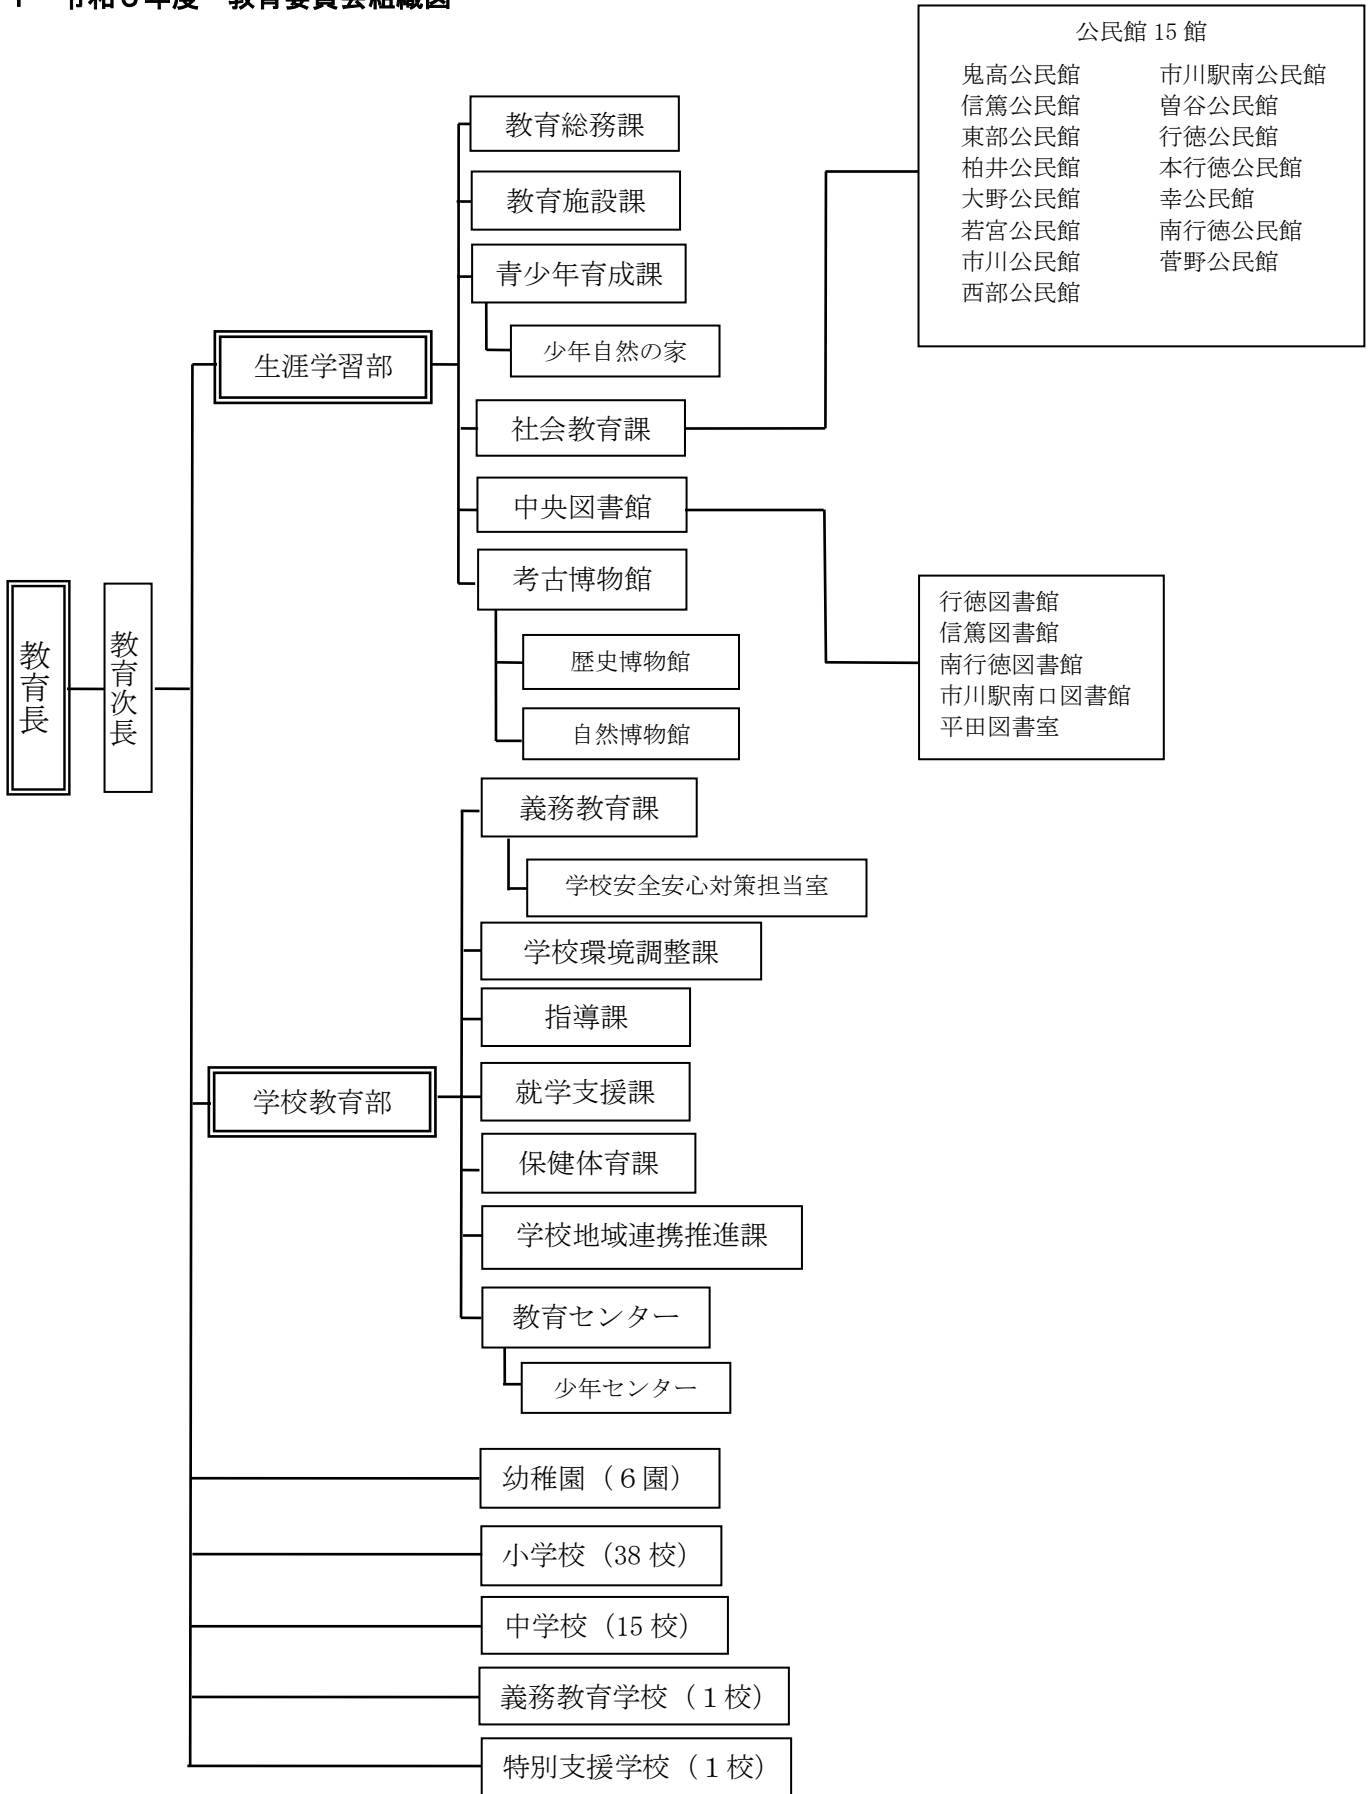 教育委員会組織図
公民館 15 館
鬼高公民館 市川駅南公民館
信篤公民館 曽谷公民館
東部公民館 行徳公民館
柏井公民館 本行徳公民館
大野公民館 幸公民館
若宮公民館 南行徳公民館
市川公民館 菅野公民館
西部公民館
教育総務課
教育施設課
青少年育成課
少年自然の家
生涯学習部
社会教育課
中央図書館
考古博物館
歴史博物館
自然博物館
行徳図書館
信篤図書館
南行徳図書館
市川駅南口図書館
平田図書室
教育長
教育次長
義務教育課
学校安全安心対策担当室
学校環境調整課
指導課
就学支援課
学校教育部
保健体育課
学校地域連携推進課
教育センター
少年センター
幼稚園（６園）
小学校（38 校）
中学校（15 校）
義務教育学校（１校）
特別支援学校（１校）